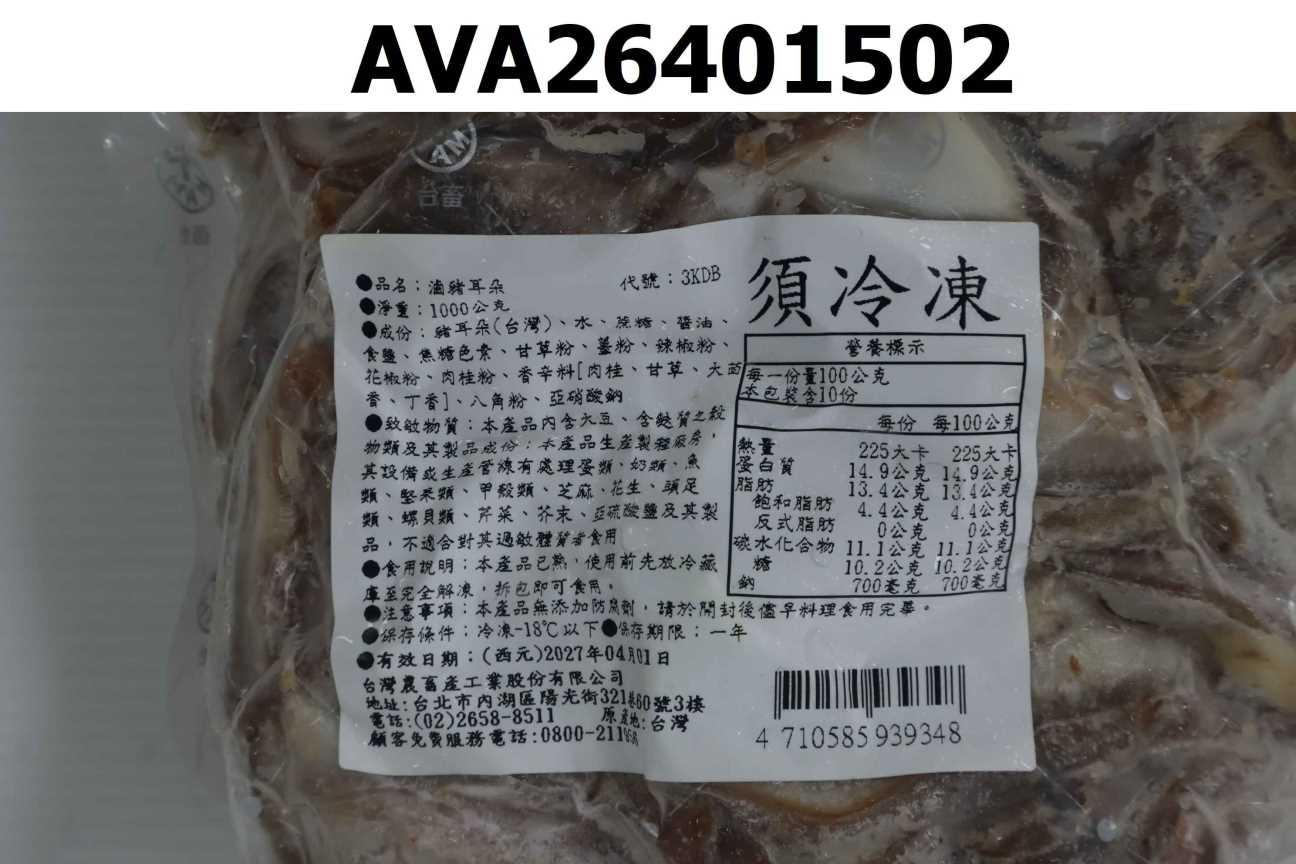 AVA26401502
台畜
●品名：滷豬耳朵
代號：3KDB
須冷凍
●淨重：1000公克
●成份：豬耳朵(台灣)、水、蔗糖、醬油、
食鹽、焦糖色素、甘草粉、薑粉、辣椒粉、
花椒粉、肉桂粉、香辛料[肉桂、甘草、大茴
香、丁香]、八角粉、亞硝酸鈉
●致敏物質：本產品內含大豆、含麩質之穀
物類及其製品成份；本產品生產製程廠房，
其設備或生產管線有處理蛋類、奶類、魚
類、堅果類、甲殼類、芝麻、花生、頭足
類、螺貝類、芹菜、芥末、亞硫酸鹽及其製
品，不適合對其過敏體質者食用
●食用說明：本產品已熟，使用前先放冷藏
庫至完全解凍，拆包即可食用。
●注意事項：本產品無添加防腐劑，請於開封後儘早料理食用完畢。
●保存條件：冷凍-18℃以下●保存期限：一年
●有效日期：(西元)2027年04月01日
台灣農畜產工業股份有限公司
地址:台北市內湖區陽光街321巷60號3樓
電話:(02)2658-8511 原產地:台灣
顧客免費服務電話:0800-211
營養標示
每一份量100公克
本包裝含10份
每份 每100公克
熱量 225大卡 225大卡
蛋白質 14.9公克 14.9公克
脂肪 13.4公克 13.4公克
飽和脂肪 4.4公克 4.4公克
反式脂肪 0公克 0公克
碳水化合物 11.1公克 11.1公克
糖 10.2公克 10.2公克
鈉 700毫克 700毫克
4 710585 939348